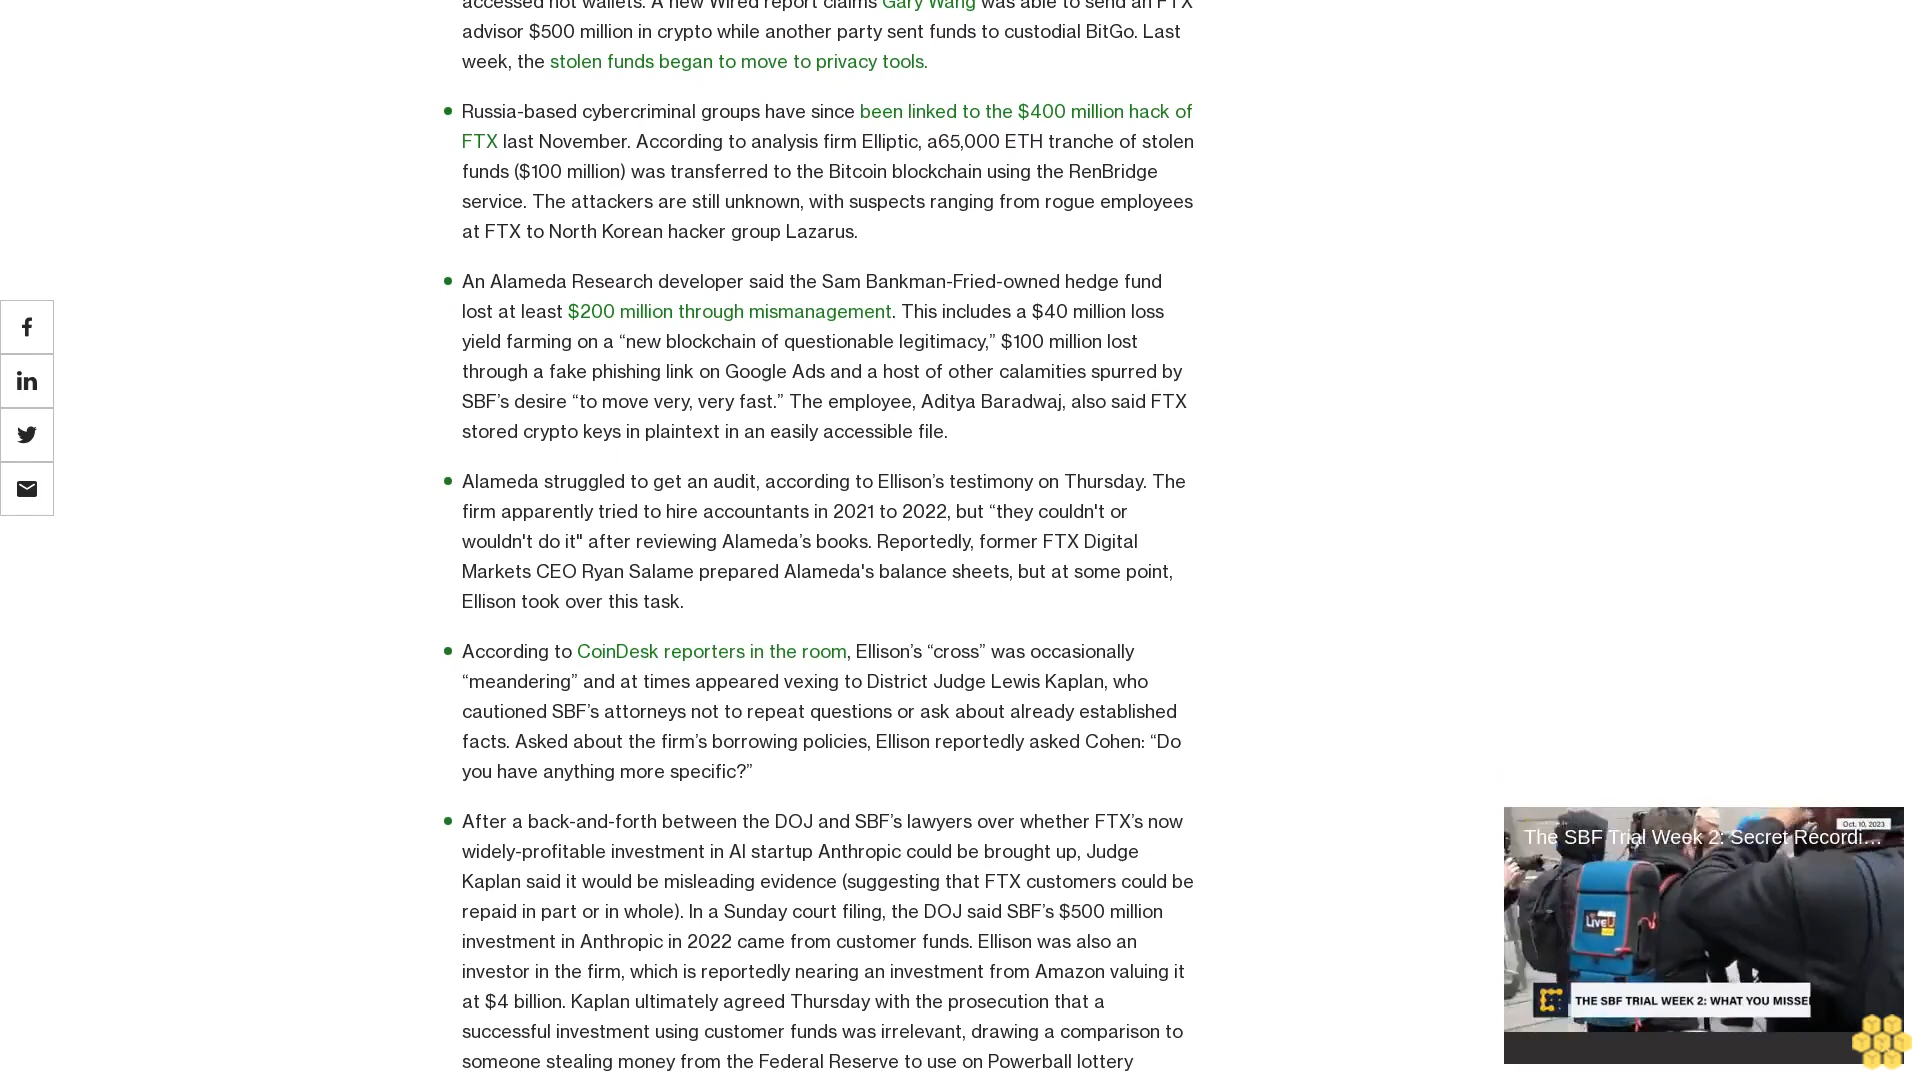 accessed hot wallets. A new Wired report claims Gary Wang was able to send an FTX
advisor $500 million in crypto while another party sent funds to custodial BitGo. Last
week, the stolen funds began to move to privacy tools.
Russia-based cybercriminal groups have since been linked to the $400 million hack of
FTX last November. According to analysis firm Elliptic, a65,000 ETH tranche of stolen
funds ($100 million) was transferred to the Bitcoin blockchain using the RenBridge
service. The attackers are still unknown, with suspects ranging from rogue employees
at FTX to North Korean hacker group Lazarus.
An Alameda Research developer said the Sam Bankman-Fried-owned hedge fund
lost at least $200 million through mismanagement. This includes a $40 million loss
yield farming on a “new blockchain of questionable legitimacy,” $100 million lost
through a fake phishing link on Google Ads and a host of other calamities spurred by
SBF’s desire “to move very, very fast.” The employee, Aditya Baradwaj, also said FTX
stored crypto keys in plaintext in an easily accessible file.
Alameda struggled to get an audit, according to Ellison’s testimony on Thursday. The
firm apparently tried to hire accountants in 2021 to 2022, but “they couldn't or
wouldn't do it" after reviewing Alameda’s books. Reportedly, former FTX Digital
Markets CEO Ryan Salame prepared Alameda's balance sheets, but at some point,
Ellison took over this task.
According to CoinDesk reporters in the room, Ellison’s “cross” was occasionally
“meandering” and at times appeared vexing to District Judge Lewis Kaplan, who
cautioned SBF’s attorneys not to repeat questions or ask about already established
facts. Asked about the firm’s borrowing policies, Ellison reportedly asked Cohen: “Do
you have anything more specific?”
After a back-and-forth between the DOJ and SBF’s lawyers over whether FTX’s now
widely-profitable investment in AI startup Anthropic could be brought up, Judge
Kaplan said it would be misleading evidence (suggesting that FTX customers could be
repaid in part or in whole). In a Sunday court filing, the DOJ said SBF’s $500 million
investment in Anthropic in 2022 came from customer funds. Ellison was also an
investor in the firm, which is reportedly nearing an investment from Amazon valuing it
at $4 billion. Kaplan ultimately agreed Thursday with the prosecution that a
successful investment using customer funds was irrelevant, drawing a comparison to
someone stealing money from the Federal Reserve to use on Powerball lottery
Oct. 10, 2023
The SBF Trial Week 2: Secret Recordi…
LiveU
THE SBF TRIAL WEEK 2: WHAT YOU MISSE